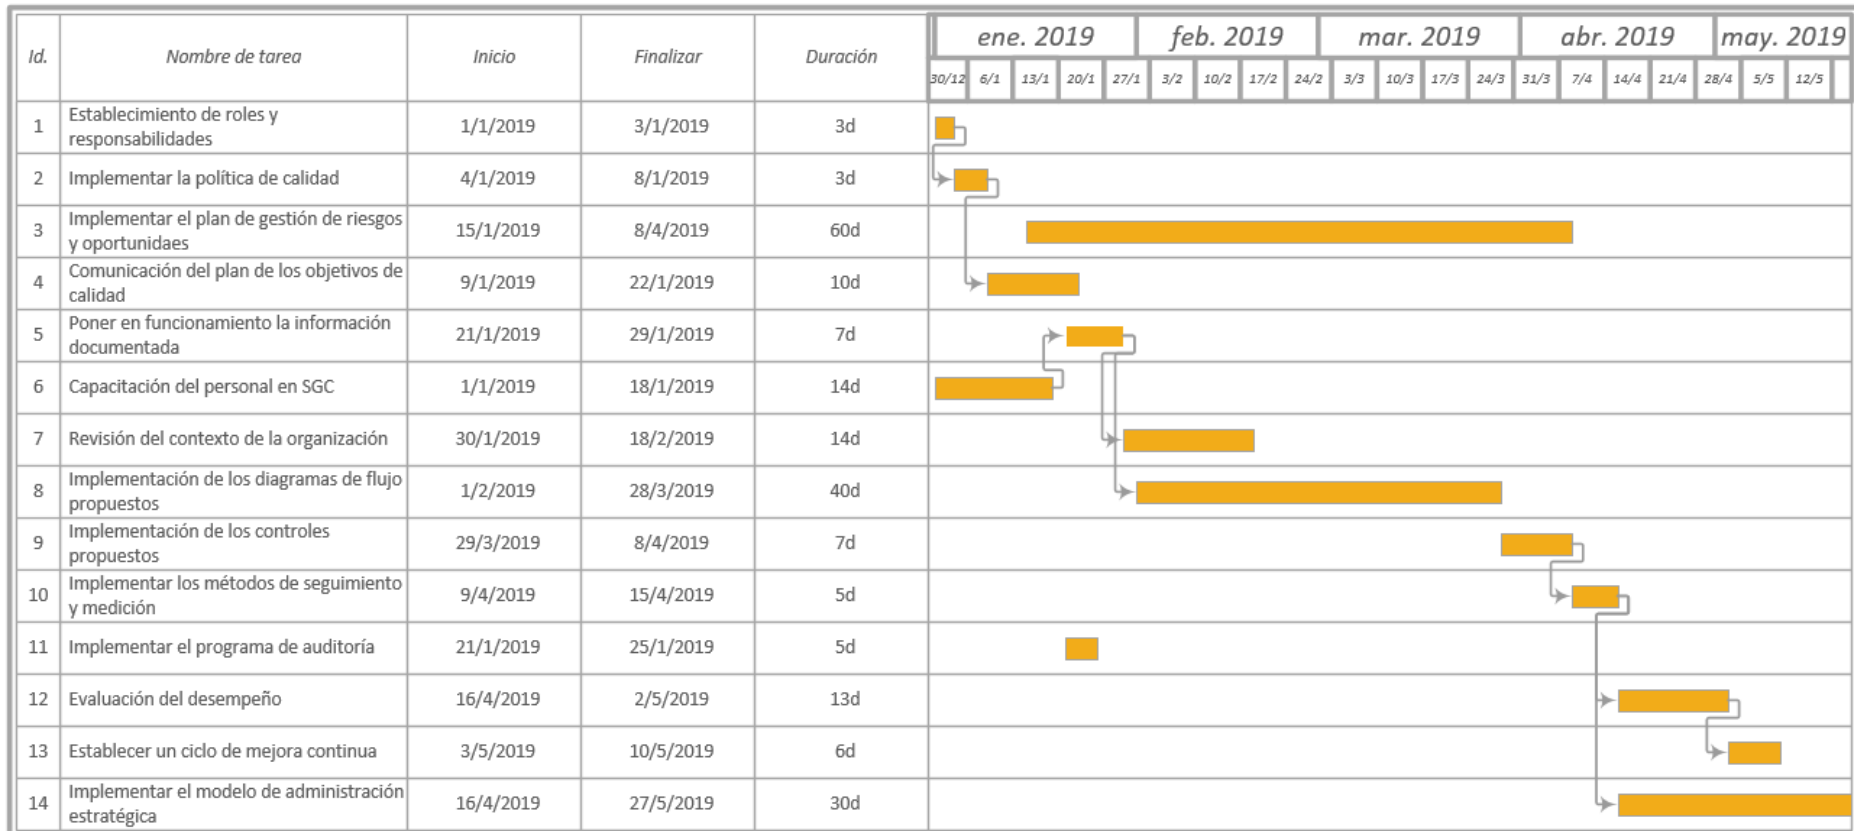 Id.
Nombre de tarea
Inicio
Finalizar
Duración
ene. 2019
feb. 2019
mar. 2019
abr. 2019
may. 2019
30/12
6/1
13/1
20/1
27/1
3/2
10/2
17/2
24/2
3/3
10/3
17/3
24/3
31/3
7/4
14/4
21/4
28/4
5/5
12/5
1
Establecimiento de roles y
responsabilidades
1/1/2019
3/1/2019
3d
2
Implementar la política de calidad
4/1/2019
8/1/2019
3d
3
Implementar el plan de gestión de riesgos
y oportunidaes
15/1/2019
8/4/2019
60d
4
Comunicación del plan de los objetivos de
calidad
9/1/2019
22/1/2019
10d
5
Poner en funcionamiento la información
documentada
21/1/2019
29/1/2019
7d
6
Capacitación del personal en SGC
1/1/2019
18/1/2019
14d
7
Revisión del contexto de la organización
30/1/2019
18/2/2019
14d
8
Implementación de los diagramas de flujo
propuestos
1/2/2019
28/3/2019
40d
9
Implementación de los controles
propuestos
29/3/2019
8/4/2019
7d
10
Implementar los métodos de seguimiento
y medición
9/4/2019
15/4/2019
5d
11
Implementar el programa de auditoría
21/1/2019
25/1/2019
5d
12
Evaluación del desempeño
16/4/2019
2/5/2019
13d
13
Establecer un ciclo de mejora continua
3/5/2019
10/5/2019
6d
14
Implementar el modelo de administración
estratégica
16/4/2019
27/5/2019
30d